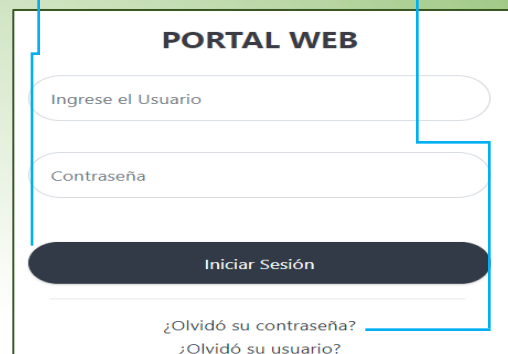 PORTAL WEB
Ingrese el Usuario
Contraseña
Iniciar Sesión
¿Olvidó su contraseña?
¿Olvidó su usuario?